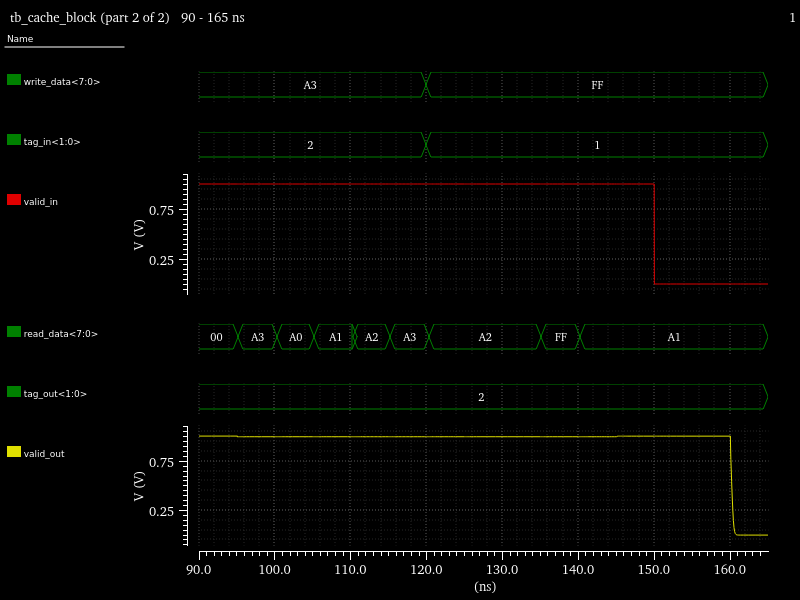 tb_cache_block (part 2 of 2) 90 - 165 ns 1
Name
write_data<7:0> A3 FF
tag_in<1:0> 2 1
valid_in
0.75
V (V)
0.25
read_data<7:0> 00 A3 A0 A1 A2 A3 A2 FF A1
tag_out<1:0> 2
valid_out
0.75
V (V)
0.25
90.0 100.0 110.0 120.0 130.0 140.0 150.0 160.0
(ns)